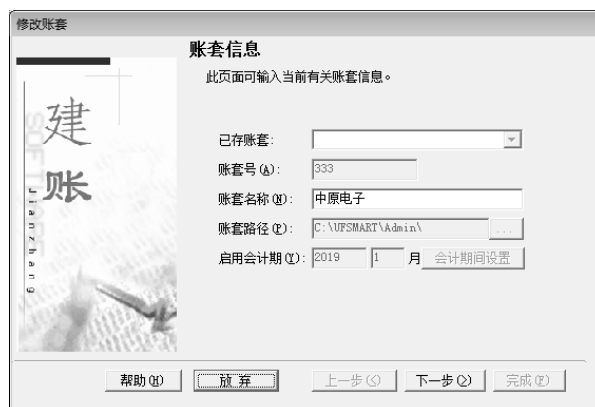 修改账套
账套信息
此页面可输入当前有关账套信息。
建
账
Jianzhang
SOFT
已存账套:
账套号(A): 333
账套名称(N): 中原电子
账套路径(P): C:\UFSMART\Admin\ ...
启用会计期(Y): 2019 1 月 会计期间设置
帮助(H) 放弃 上一步(<) 下一步(>) 完成(F)